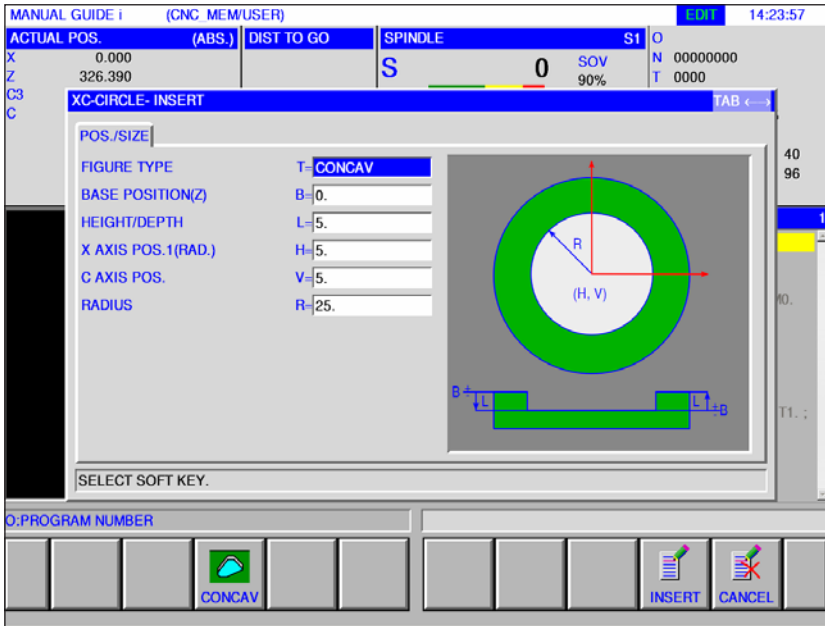 MANUAL GUIDE i (CNC_MEM/USER) EDIT 14:23:57
ACTUAL POS. (ABS.) DIST TO GO SPINDLE S1 O
X 0.000 S 0 SOV N 00000000
Z 326.390 90% T 0000
C3
C
XC-CIRCLE- INSERT TAB
POS./SIZE
FIGURE TYPE T= CONCAV
BASE POSITION(Z) B= 0.
HEIGHT/DEPTH L= 5.
X AXIS POS.1(RAD.) H= 5.
C AXIS POS. V= 5.
RADIUS R= 25.
R
(H, V)
B L L B
40
96
1
M0.
T1. ;
SELECT SOFT KEY.
O:PROGRAM NUMBER
CONCAV INSERT CANCEL